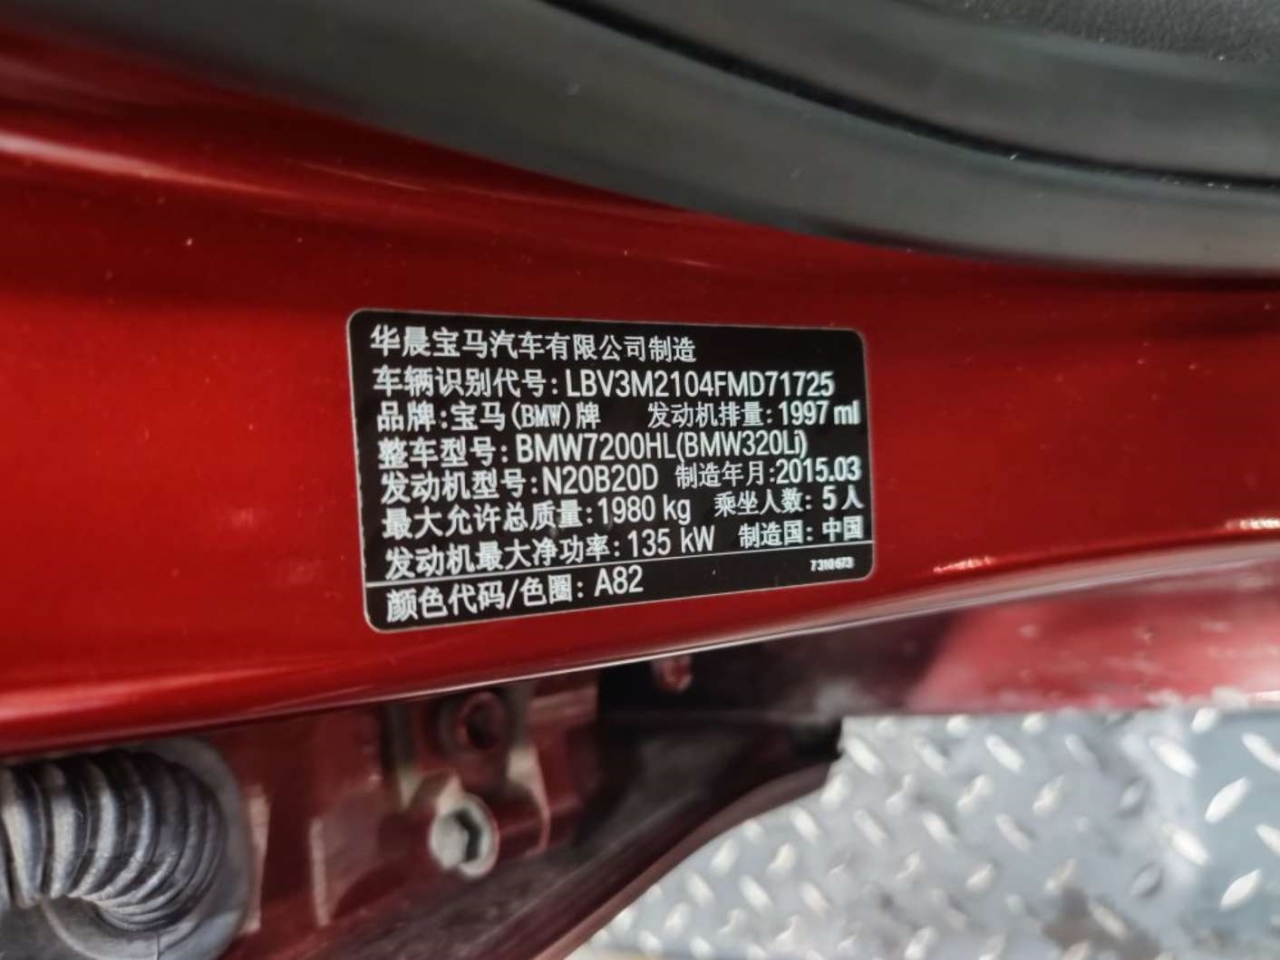 华晨宝马汽车有限公司制造
车辆识别代号:LBV3M2104FMD71725
品牌:宝马(BMW)牌 发动机排量:1997 ml
整车型号:BMW7200HL(BMW320Li)
发动机型号:N20B20D 制造年月:2015.03
最大允许总质量:1980 kg 乘坐人数:5人
发动机最大净功率:135 kW 制造国:中国
7310673
颜色代码/色圈:A82